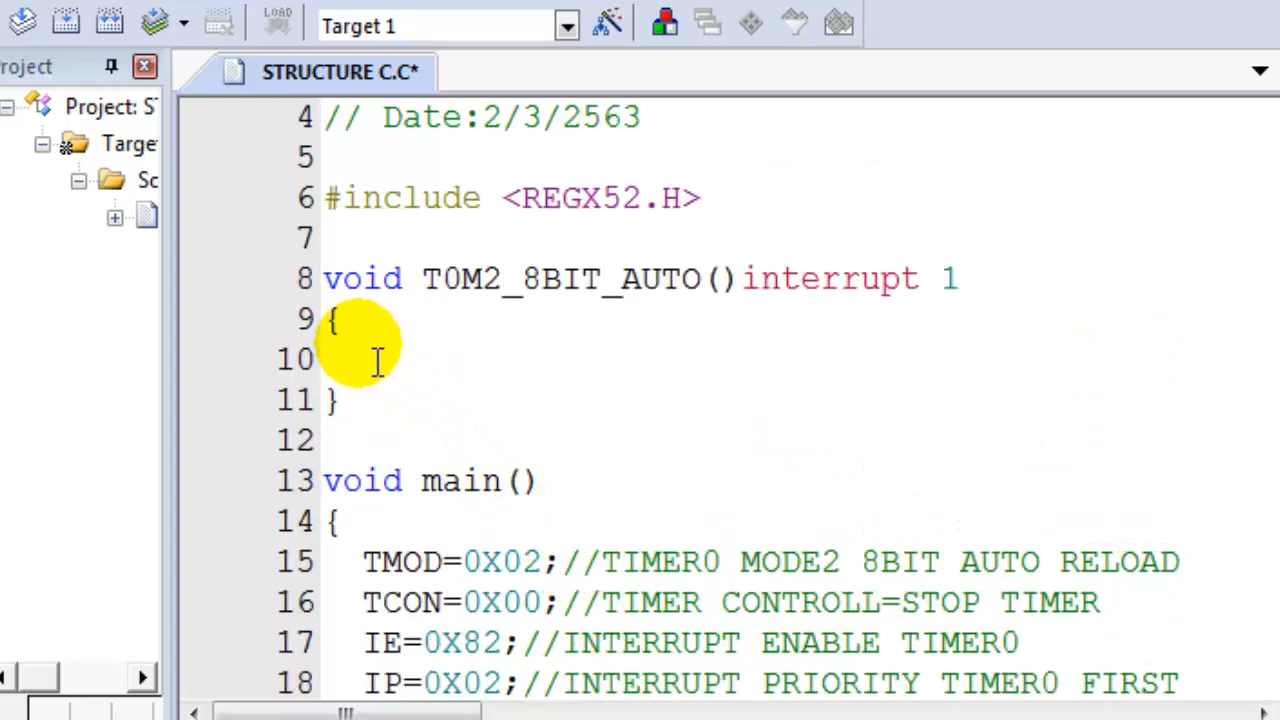 LOAD
Target 1
roject
STRUCTURE C.C*
Project: ST
Targe
Sc
4 // Date:2/3/2563
5
6 #include <REGX52.H>
7
8 void T0M2_8BIT_AUTO()interrupt 1
9 {
10
11 }
12
13 void main()
14 {
15 TMOD=0X02;//TIMER0 MODE2 8BIT AUTO RELOAD
16 TCON=0X00;//TIMER CONTROLL=STOP TIMER
17 IE=0X82;//INTERRUPT ENABLE TIMER0
18 IP=0X02;//INTERRUPT PRIORITY TIMER0 FIRST